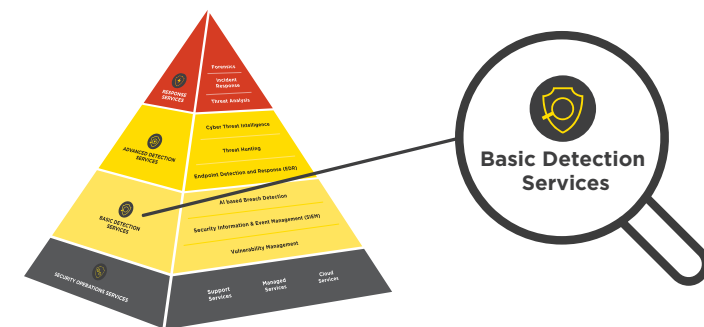 RESPONSE
SERVICES
Forensics
Incident
Response
Threat Analysis
ADVANCED DETECTION
SERVICES
Cyber Threat Intelligence
Threat Hunting
Endpoint Detection and Response (EDR)
BASIC DETECTION
SERVICES
AI based Breach Detection
Security Information & Event Management (SIEM)
Vulnerability Management
SECURITY OPERATIONS SERVICES
Support
Services
Managed
Services
Cloud
Services
Basic Detection
Services